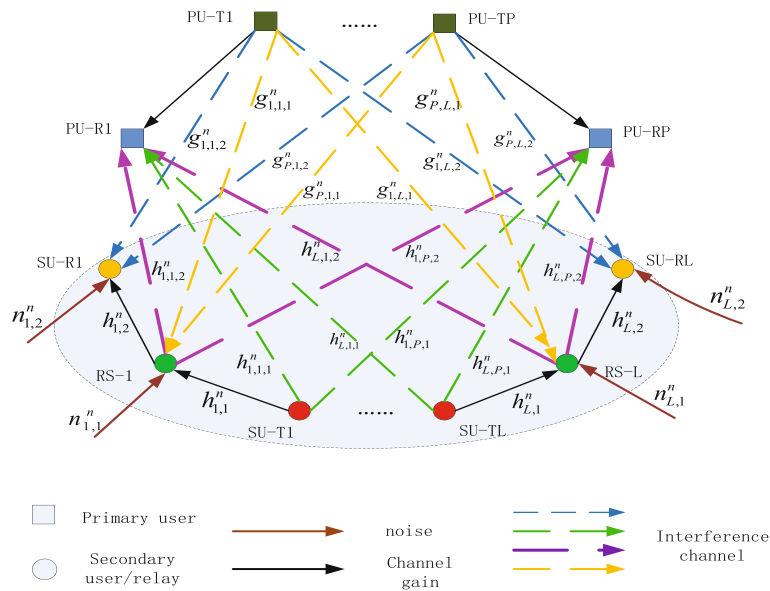 PU-T1 ...... PU-TP
g^n_{1,1,1} g^n_{P,L,1}
PU-R1 g^n_{1,1,2} g^n_{P,L,2} PU-RP
g^n_{P,1,2} g^n_{1,L,2}
g^n_{P,1,1} g^n_{1,L,1}
h^n_{L,1,2} h^n_{1,P,2}
SU-R1 h^n_{1,1,2} h^n_{L,P,2} SU-RL
n^n_{1,2} h^n_{1,2} h^n_{L,2} n^n_{L,2}
h^n_{1,1,1} h^n_{L,1,1} h^n_{1,P,1} h^n_{L,P,1}
RS-1 RS-L
n^n_{1,1} h^n_{1,1} ...... h^n_{L,1} n^n_{L,1}
SU-T1 SU-TL
Primary user
noise
Interference
channel
Secondary
user/relay
Channel
gain